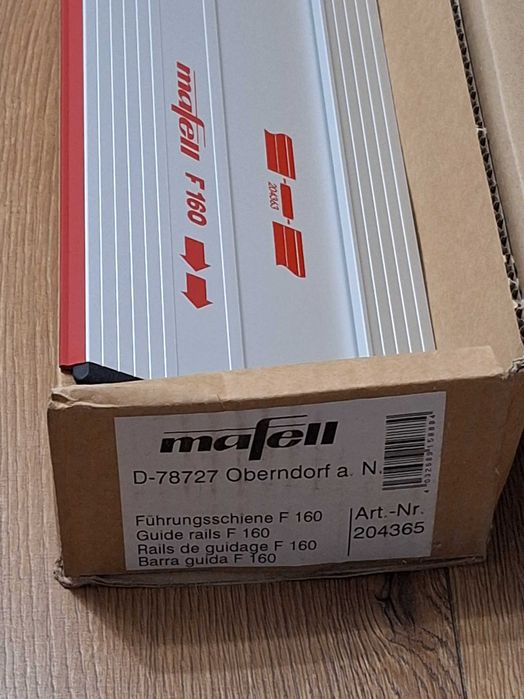 mafell F 160
204363
mafell
D-78727 Oberndorf a. N.
Führungsschiene F 160
Guide rails F 160
Rails de guidage F 160
Barra guida F 160
Art.-Nr.
204365